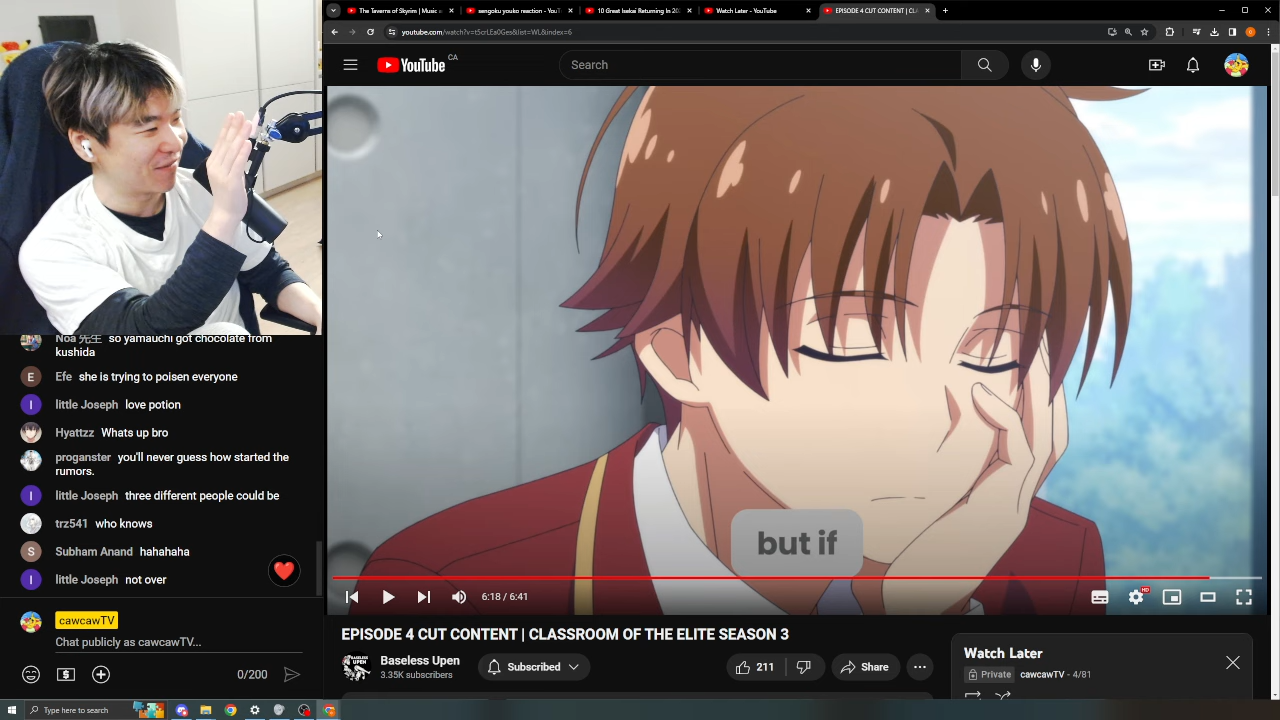 The Taverns of Skyrim | Music a
sengoku youko reaction - YouT
10 Great Isekai Returning In 202
Watch Later - YouTube
EPISODE 4 CUT CONTENT | CL
youtube.com/watch?v=t5crLEa0Ges&list=WL&index=6
YouTube CA
Search
but if
6:18 / 6:41
HD
EPISODE 4 CUT CONTENT | CLASSROOM OF THE ELITE SEASON 3
Baseless Upen
3.35K subscribers
Subscribed
211
Share
Watch Later
Private cawcawTV - 4/81
Noa 先生 so yamauchi got chocolate from
kushida
E
Efe she is trying to poisen everyone
little Joseph love potion
Hyattzz Whats up bro
proganster you'll never guess how started the
rumors.
little Joseph three different people could be
trz541 who knows
S
Subham Anand hahahaha
little Joseph not over
cawcawTV
Chat publicly as cawcawTV...
0/200
Type here to search